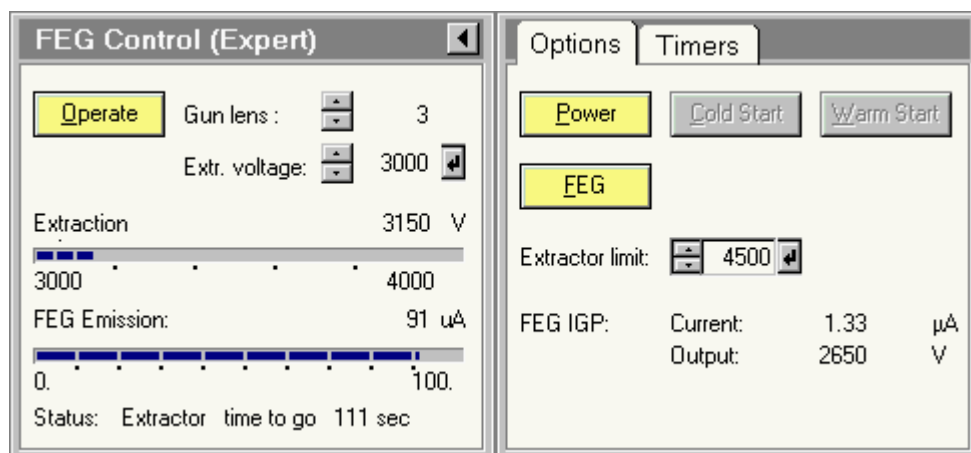 FEG Control (Expert)
Operate Gun lens : 3
Extr. voltage: 3000
Extraction 3150 V
3000 4000
FEG Emission: 91 uA
0. 100.
Status: Extractor time to go 111 sec
Options Timers
Power Cold Start Warm Start
FEG
Extractor limit: 4500
FEG IGP: Current: 1.33 µA
Output: 2650 V